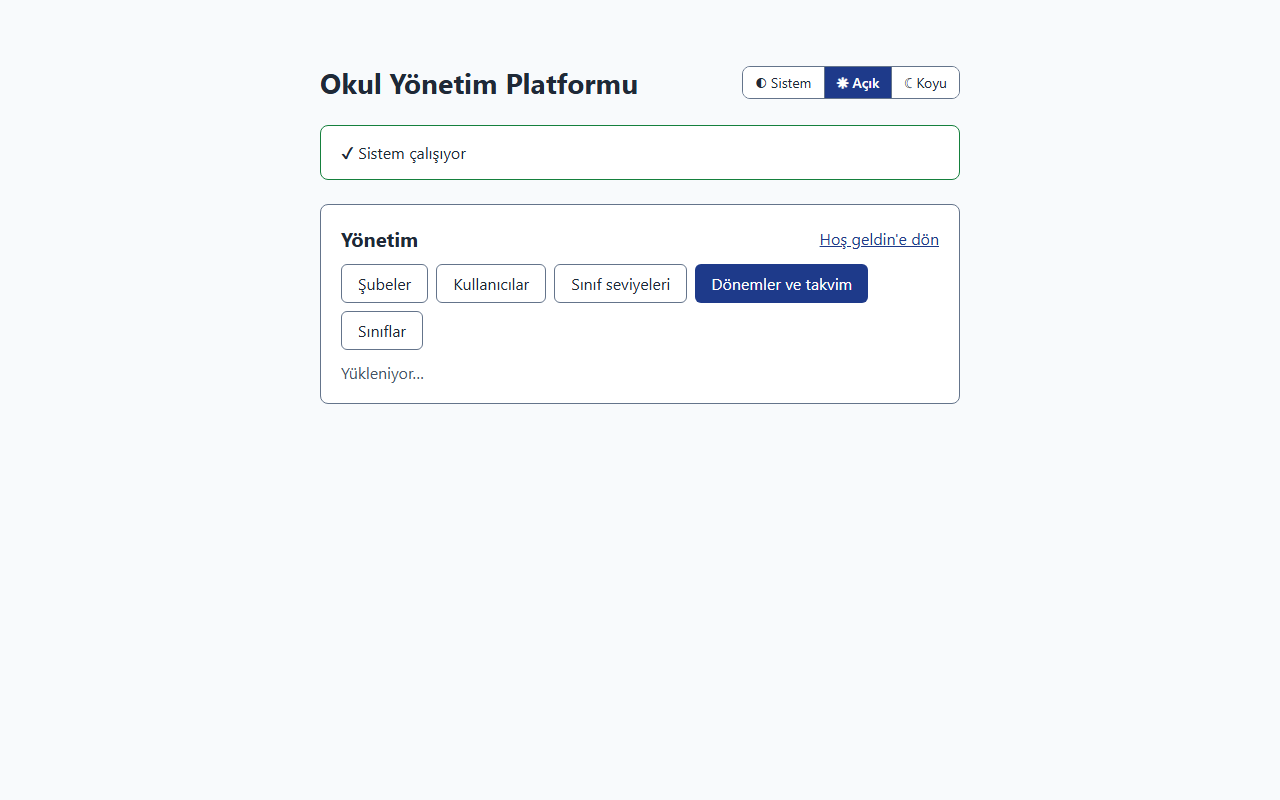 Okul Yönetim Platformu
◐ Sistem ☀ Açık ☾ Koyu
✓ Sistem çalışıyor
Yönetim
Hoş geldin'e dön
Şubeler Kullanıcılar Sınıf seviyeleri Dönemler ve takvim
Sınıflar
Yükleniyor…